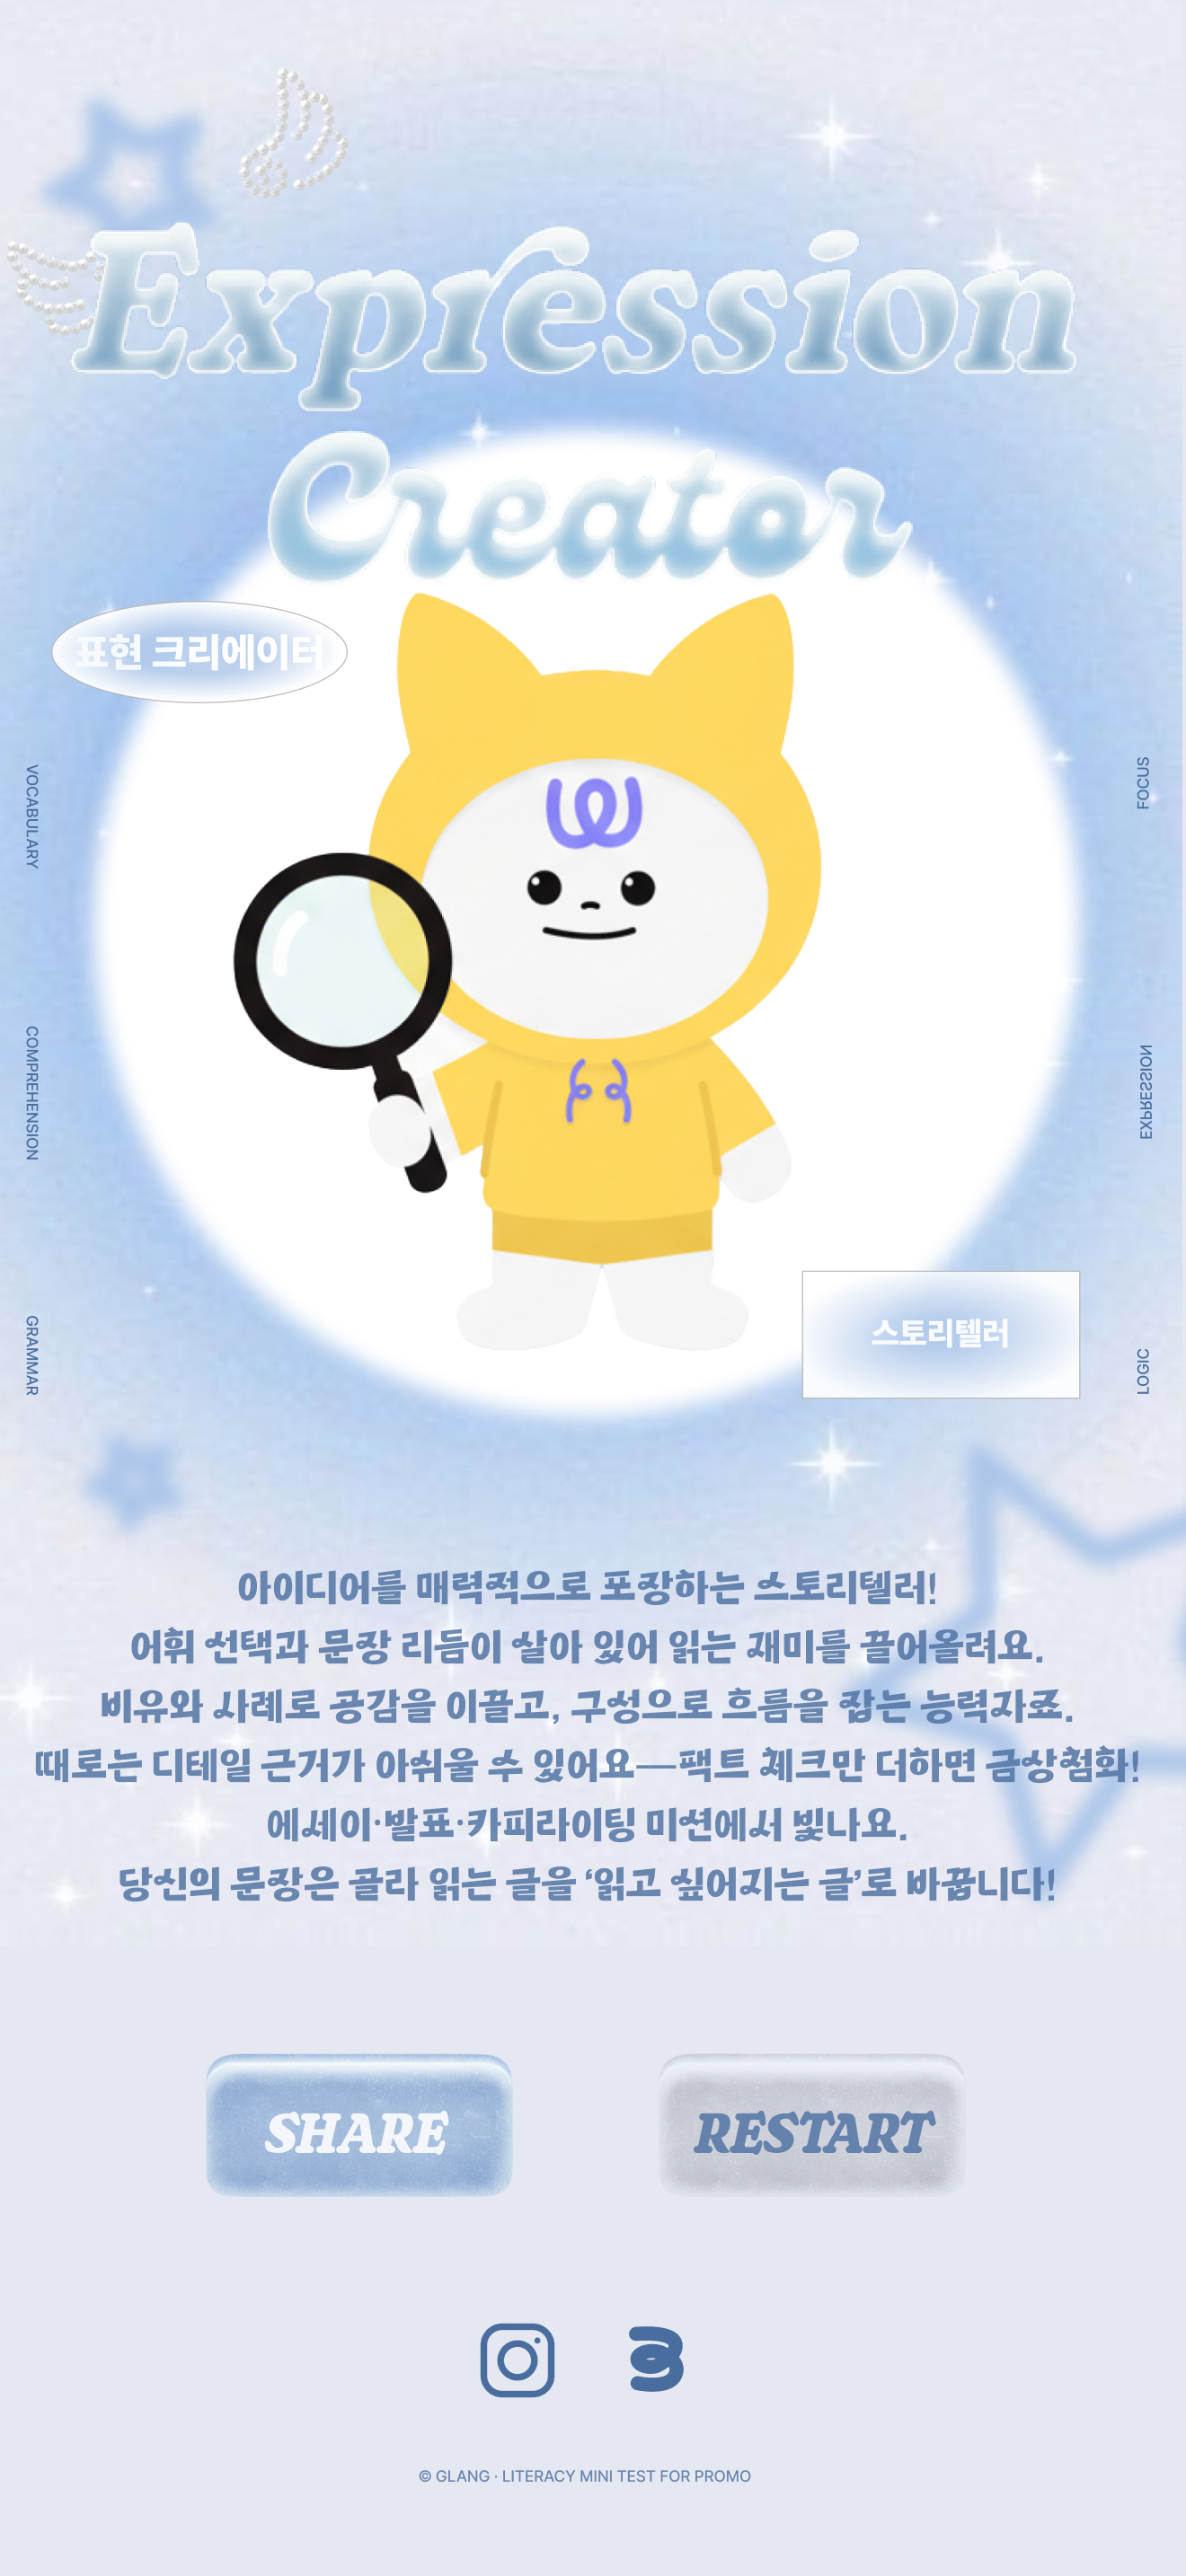 Expression
Creator
표현 크리에이터
VOCABULARY
FOCUS
COMPREHENSION
EXPRESSION
GRAMMAR
스토리텔러
LOGIC
아이디어를 매력적으로 포장하는 스토리텔러!
어휘 선택과 문장 리듬이 살아 있어 읽는 재미를 끌어올려요.
비유와 사례로 공감을 이끌고, 구성으로 흐름을 잡는 능력자죠.
때로는 디테일 근거가 아쉬울 수 있어요—팩트 체크만 더하면 금상첨화!
에세이·발표·카피라이팅 미션에서 빛나요.
당신의 문장은 골라 읽는 글을 ‘읽고 싶어지는 글’로 바꿉니다!
SHARE
RESTART
© GLANG · LITERACY MINI TEST FOR PROMO